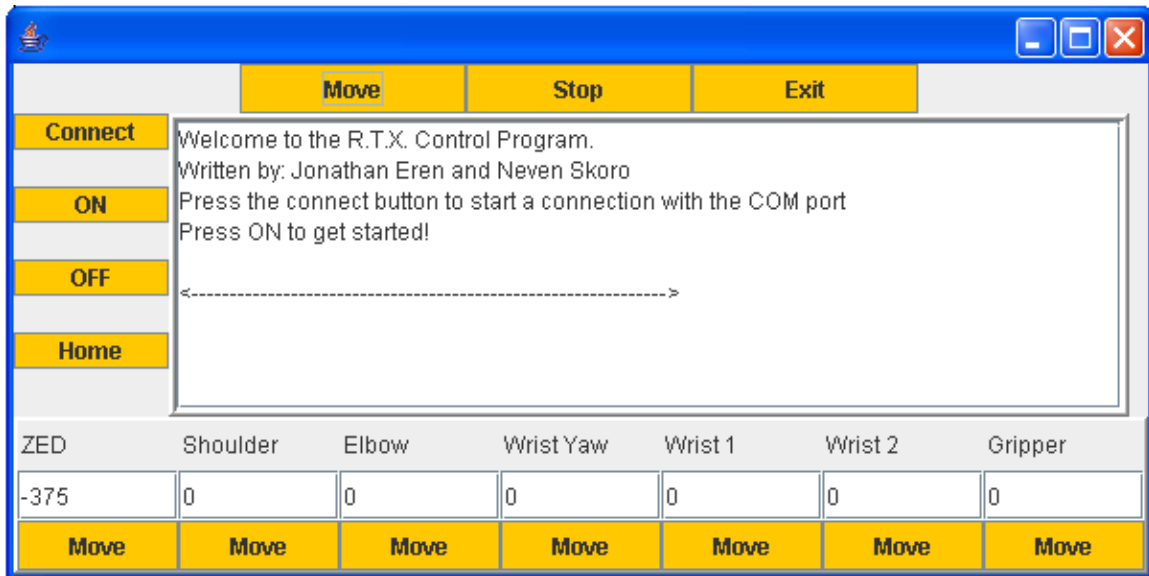 Move Stop Exit
Connect
ON
OFF
Home
Welcome to the R.T.X. Control Program.
Written by: Jonathan Eren and Neven Skoro
Press the connect button to start a connection with the COM port
Press ON to get started!
<-------------------------------------------------------------->
ZED Shoulder Elbow Wrist Yaw Wrist 1 Wrist 2 Gripper
-375 0 0 0 0 0 0
Move Move Move Move Move Move Move